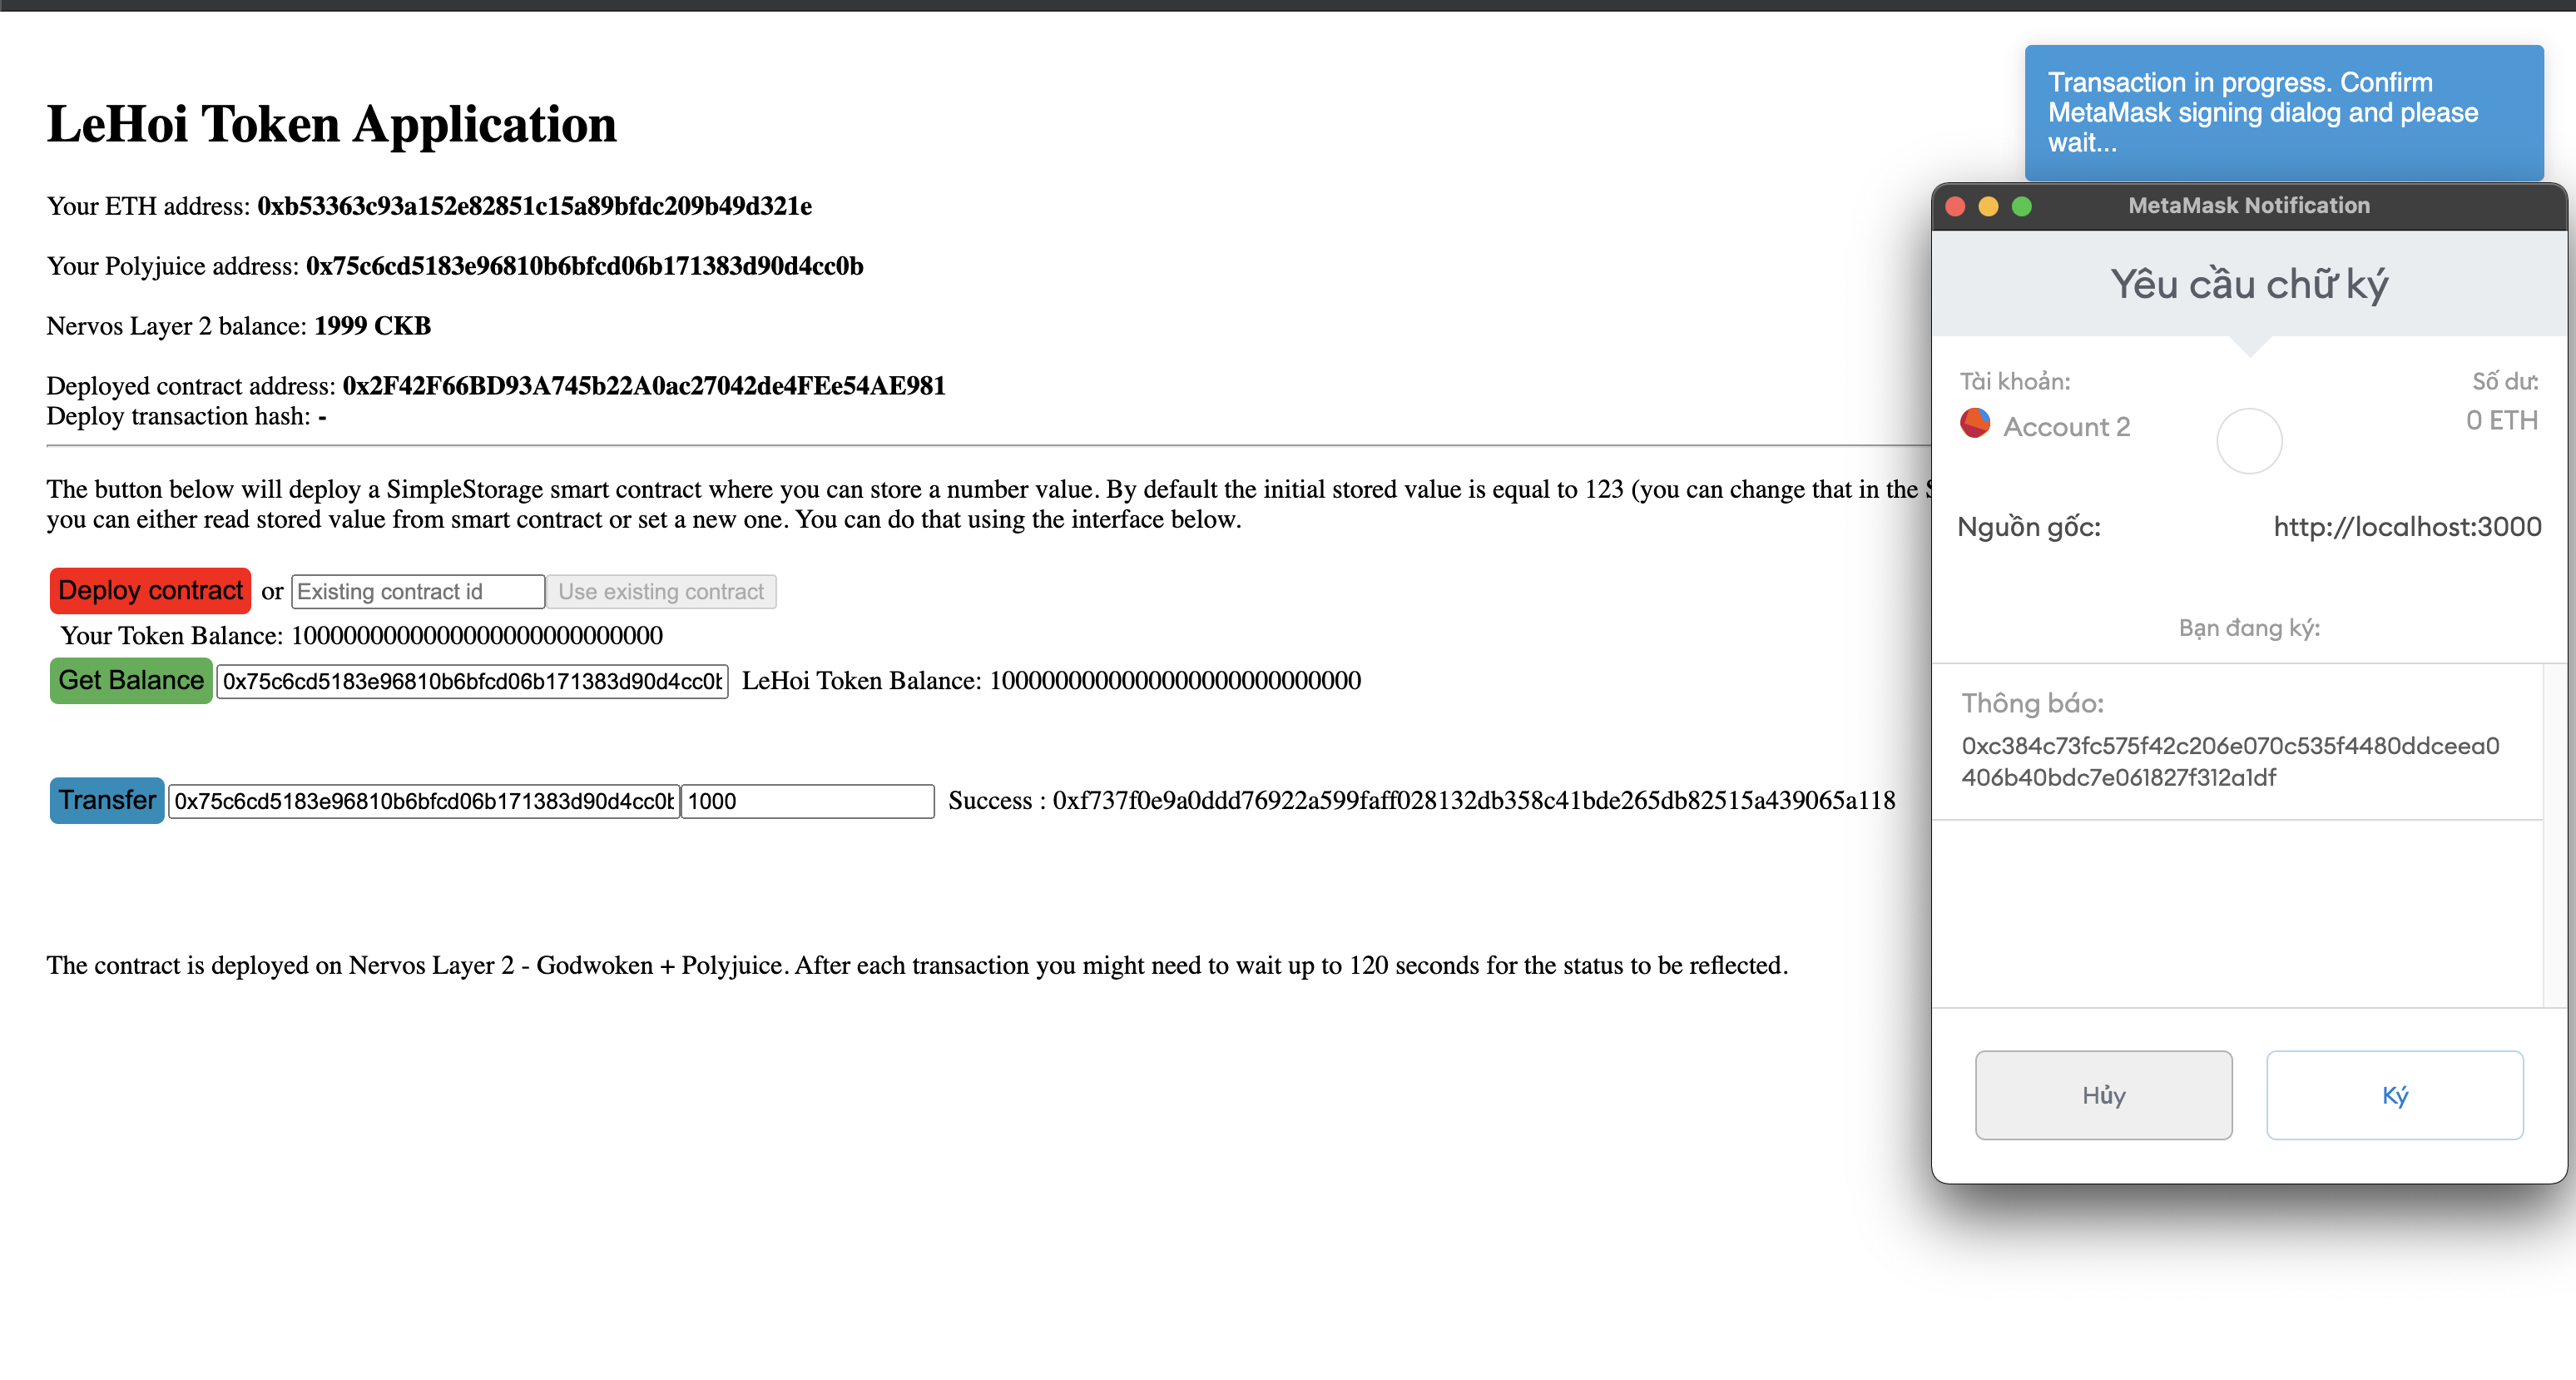 LeHoi Token Application
Your ETH address: 0xb53363c93a152e82851c15a89bfdc209b49d321e
Your Polyjuice address: 0x75c6cd5183e96810b6bfcd06b171383d90d4cc0b
Nervos Layer 2 balance: 1999 CKB
Deployed contract address: 0x2F42F66BD93A745b22A0ac27042de4FEe54AE981
Deploy transaction hash: -
The button below will deploy a SimpleStorage smart contract where you can store a number value. By default the initial stored value is equal to 123 (you can change that in the
you can either read stored value from smart contract or set a new one. You can do that using the interface below.
Deploy contract or Existing contract id Use existing contract
Your Token Balance: 1000000000000000000000000000
Get Balance 0x75c6cd5183e96810b6bfcd06b171383d90d4cc0b LeHoi Token Balance: 1000000000000000000000000000
Transfer 0x75c6cd5183e96810b6bfcd06b171383d90d4cc0b 1000 Success : 0xf737f0e9a0ddd76922a599faff028132db358c41bde265db82515a439065a118
The contract is deployed on Nervos Layer 2 - Godwoken + Polyjuice. After each transaction you might need to wait up to 120 seconds for the status to be reflected.
Transaction in progress. Confirm
MetaMask signing dialog and please
wait...
MetaMask Notification
Yêu cầu chữ ký
Tài khoản: Số dư:
Account 2 0 ETH
Nguồn gốc: http://localhost:3000
Bạn đang ký:
Thông báo:
0xc384c73fc575f42c206e070c535f4480ddceea0
406b40bdc7e061827f312a1df
Hủy Ký